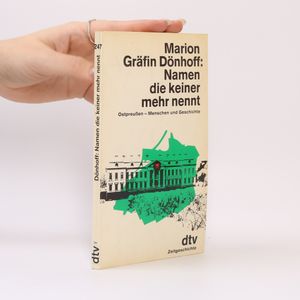 Marion
Gräfin Dönhoff:
Namen
die keiner
mehr nennt
Ostpreußen – Menschen und Geschichte
dtv
Zeitgeschichte
247
Dönhoff: Namen die keiner mehr nennt